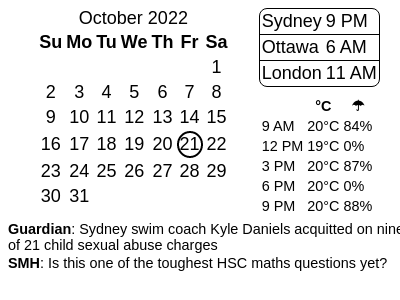 October 2022
Su Mo Tu We Th Fr Sa
1
2 3 4 5 6 7 8
9 10 11 12 13 14 15
16 17 18 19 20 21 22
23 24 25 26 27 28 29
30 31
Sydney 9 PM
Ottawa 6 AM
London 11 AM
°C ☂
9 AM 20°C 84%
12 PM 19°C 0%
3 PM 20°C 87%
6 PM 20°C 0%
9 PM 20°C 88%
Guardian: Sydney swim coach Kyle Daniels acquitted on nine
of 21 child sexual abuse charges
SMH: Is this one of the toughest HSC maths questions yet?